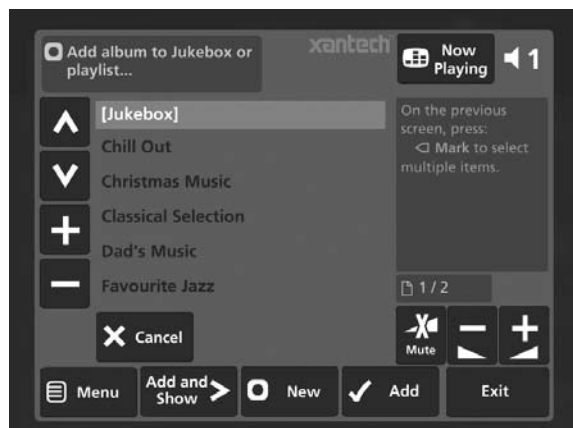 Add album to Jukebox or
playlist...
xantech
Now
Playing
1
[Jukebox]
Chill Out
Christmas Music
Classical Selection
Dad's Music
Favourite Jazz
On the previous
screen, press:
Mark to select
multiple items.
1 / 2
Cancel
Mute
Menu
Add and
Show
New
Add
Exit